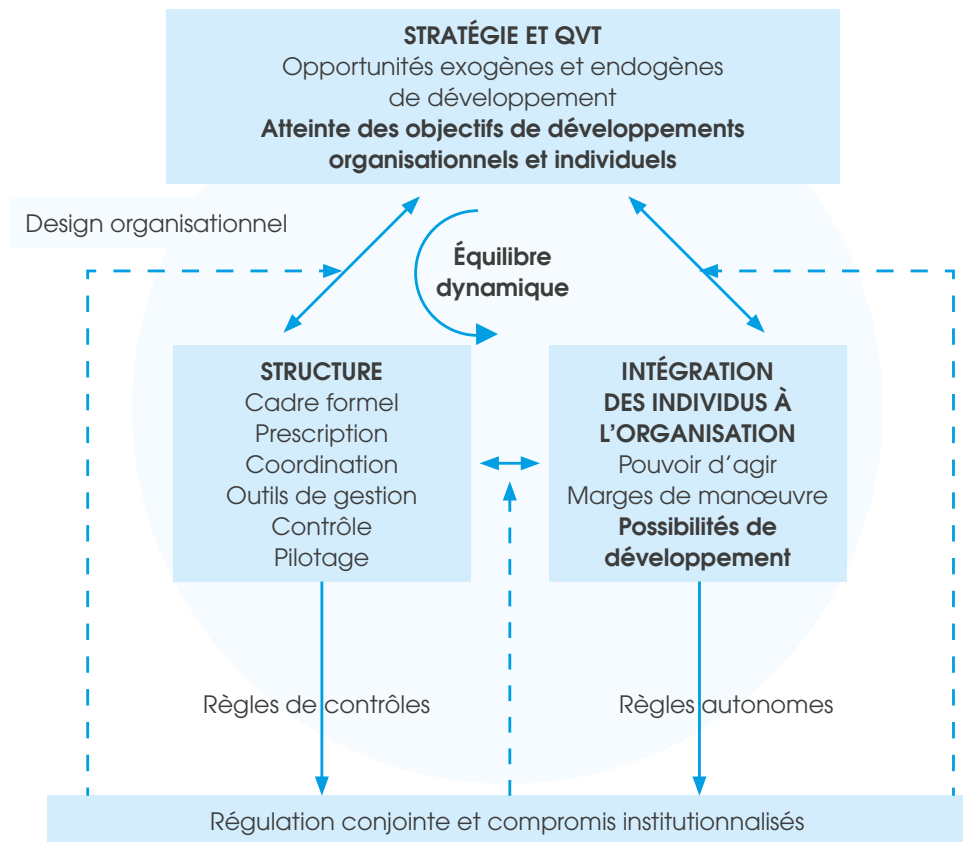 STRATÉGIE ET QVT
Opportunités exogènes et endogènes
de développement
Atteinte des objectifs de développements
organisationnels et individuels
Design organisationnel
Équilibre
dynamique
STRUCTURE
Cadre formel
Prescription
Coordination
Outils de gestion
Contrôle
Pilotage
INTÉGRATION
DES INDIVIDUS À
L’ORGANISATION
Pouvoir d’agir
Marges de manœuvre
Possibilités de
développement
Règles de contrôles
Règles autonomes
Régulation conjointe et compromis institutionnalisés